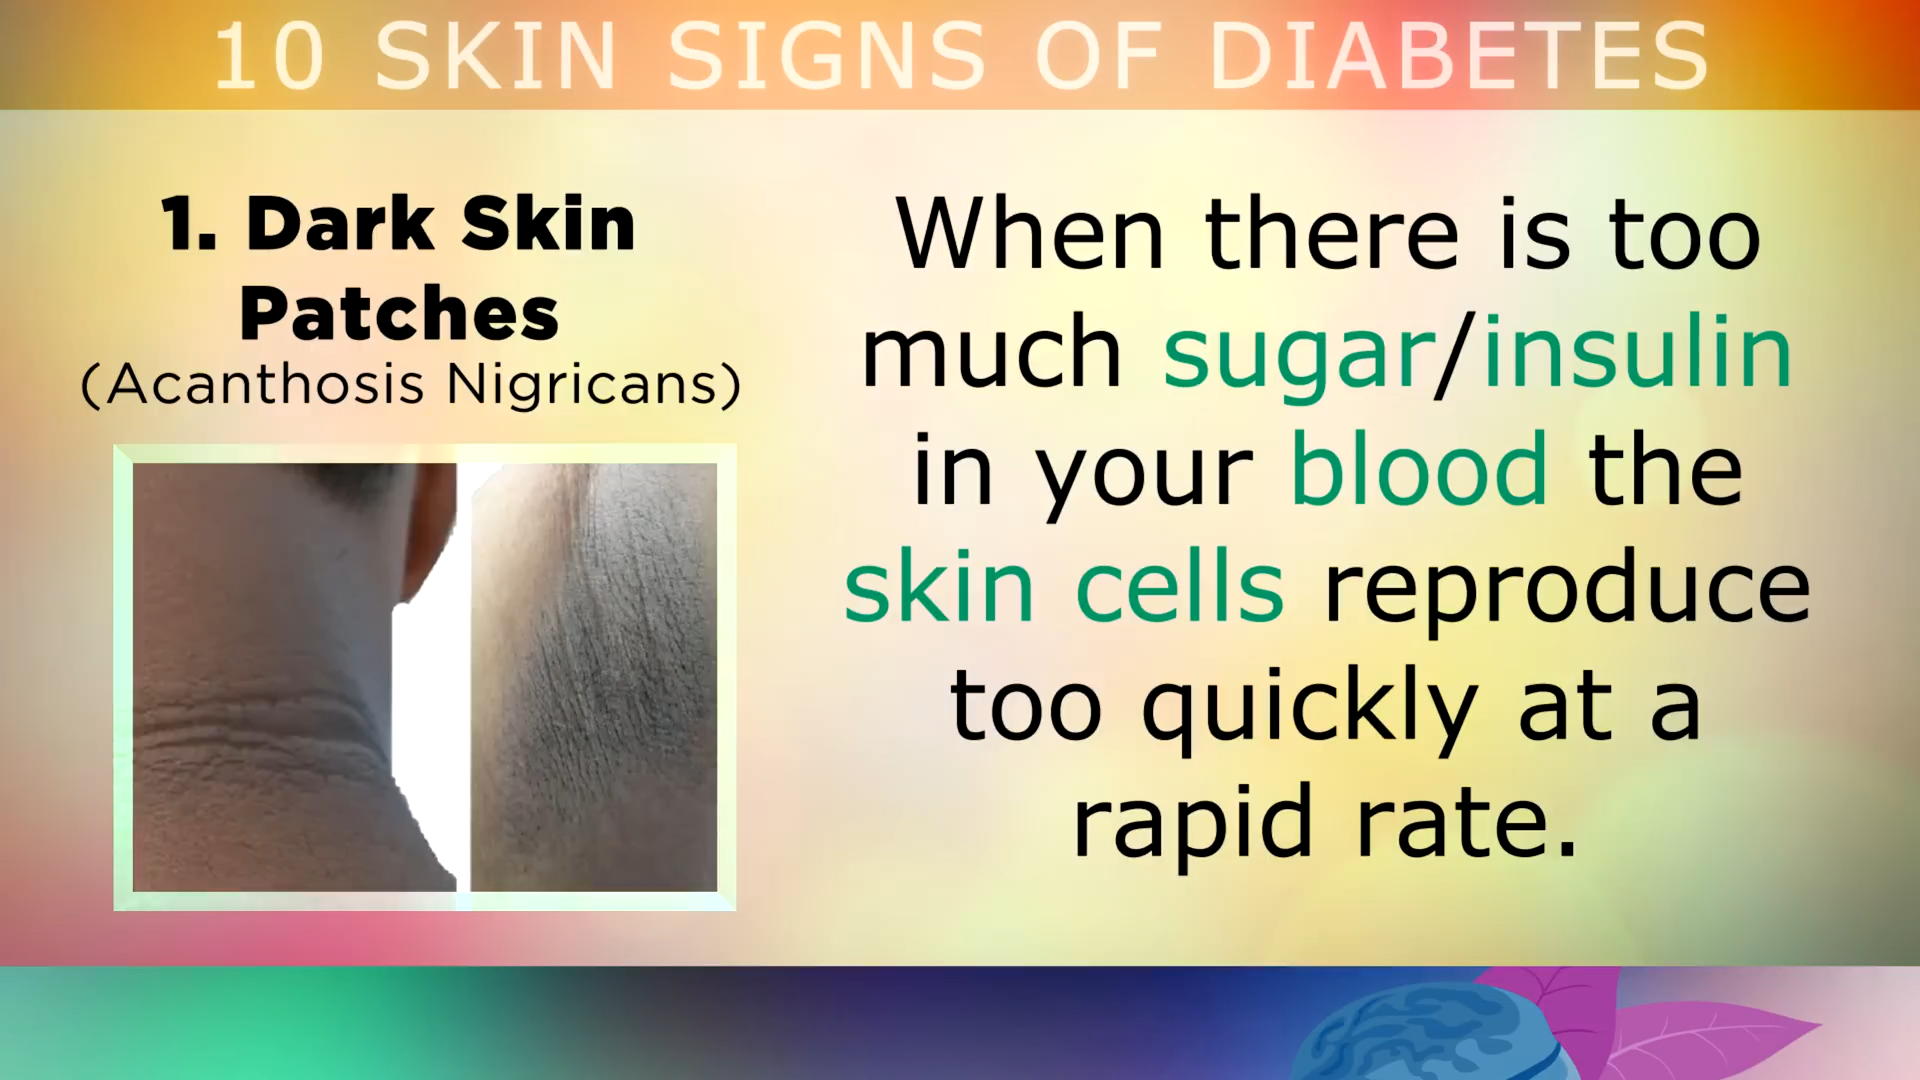 10 SKIN SIGNS OF DIABETES
1. Dark Skin
Patches
(Acanthosis Nigricans)
When there is too
much sugar/insulin
in your blood the
skin cells reproduce
too quickly at a
rapid rate.